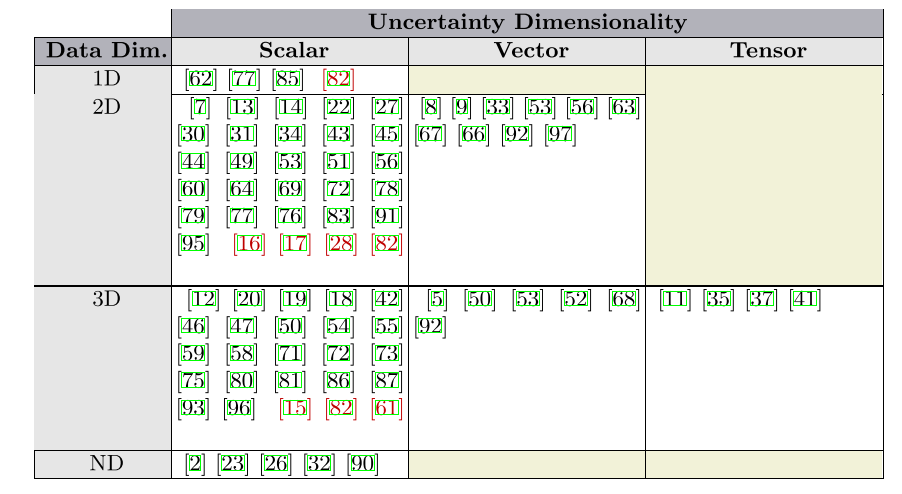 Uncertainty Dimensionality
Data Dim. Scalar Vector Tensor
1D [62] [77] [85] [82]
2D [7] [13] [14] [22] [27] [8] [9] [33] [53] [56] [63]
[30] [31] [34] [43] [45] [67] [66] [92] [97]
[44] [49] [53] [51] [56]
[60] [64] [69] [72] [78]
[79] [77] [76] [83] [91]
[95] [16] [17] [28] [82]
3D [12] [20] [19] [18] [42] [5] [50] [53] [52] [68] [11] [35] [37] [41]
[46] [47] [50] [54] [55] [92]
[59] [58] [71] [72] [73]
[75] [80] [81] [86] [87]
[93] [96] [15] [82] [61]
ND [2] [23] [26] [32] [90]